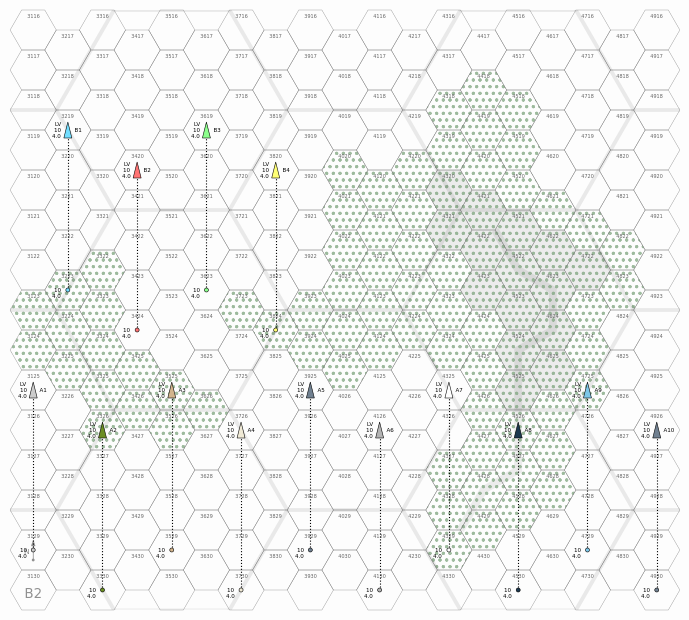 3116 3316 3516 3716 3916 4116 4316 4516 4716 4916
3217 3417 3617 3817 4017 4217 4417 4617 4817
3117 3317 3517 3717 3917 4117 4317 4517 4717 4917
3218 3418 3618 3818 4018 4218 4418 4618 4818
3118 3318 3518 3718 3918 4118 4318 4518 4718 4918
3219 3419 3619 3819 4019 4219 4419 4619 4819
LV 10 4.0 B1
LV 10 4.0 B3
3119 3319 3519 3719 3919 4119 4319 4519 4719 4919
3220 3420 3620 3820 4020 4220 4420 4620 4820
LV 10 4.0 B2
LV 10 4.0 B4
3120 3320 3520 3720 3920 4120 4320 4520 4720 4920
3221 3421 3621 3821 4021 4221 4421 4621 4821
3121 3321 3521 3721 3921 4121 4321 4521 4721 4921
3222 3422 3622 3822 4022 4222 4422 4622 4822
3122 3322 3522 3722 3922 4122 4322 4522 4722 4922
3223 3423 3623 3823 4023 4223 4423 4623 4823
10 4.0
10 4.0
3123 3323 3523 3723 3923 4123 4323 4523 4723 4923
3224 3424 3624 3824 4024 4224 4424 4624 4824
10 4.0
10 4.0
3124 3324 3524 3724 3924 4124 4324 4524 4724 4924
3225 3425 3625 3825 4025 4225 4425 4625 4825
3125 3325 3525 3725 3925 4125 4325 4525 4725 4925
LV 10 4.0 A1
LV 10 4.0 A3
LV 10 4.0 A5
LV 10 4.0 A7
LV 10 4.0 A9
3226 3426 3626 3826 4026 4226 4426 4626 4826
3126 3326 3526 3726 3926 4126 4326 4526 4726 4926
LV 10 4.0 A2
LV 10 4.0 A4
LV 10 4.0 A6
LV 10 4.0 A8
LV 10 4.0 A10
3227 3427 3627 3827 4027 4227 4427 4627 4827
3127 3327 3527 3727 3927 4127 4327 4527 4727 4927
3228 3428 3628 3828 4028 4228 4428 4628 4828
3128 3328 3528 3728 3928 4128 4328 4528 4728 4928
3229 3429 3629 3829 4029 4229 4429 4629 4829
3129 3329 3529 3729 3929 4129 4329 4529 4729 4929
10 4.0
10 4.0
10 4.0
10 4.0
10 4.0
3230 3430 3630 3830 4030 4230 4430 4630 4830
3130 3330 3530 3730 3930 4130 4330 4530 4730 4930
B2
10 4.0
10 4.0
10 4.0
10 4.0
10 4.0